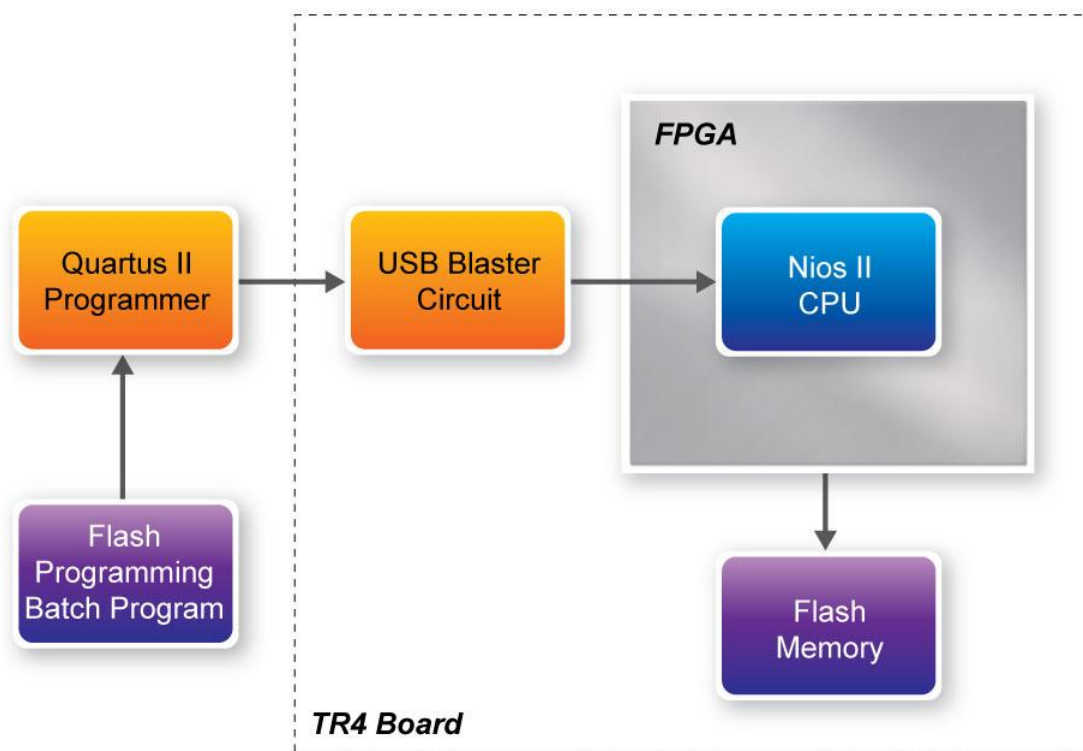 FPGA
Quartus II
Programmer
USB Blaster
Circuit
Nios II
CPU
Flash
Programming
Batch Program
Flash
Memory
TR4 Board